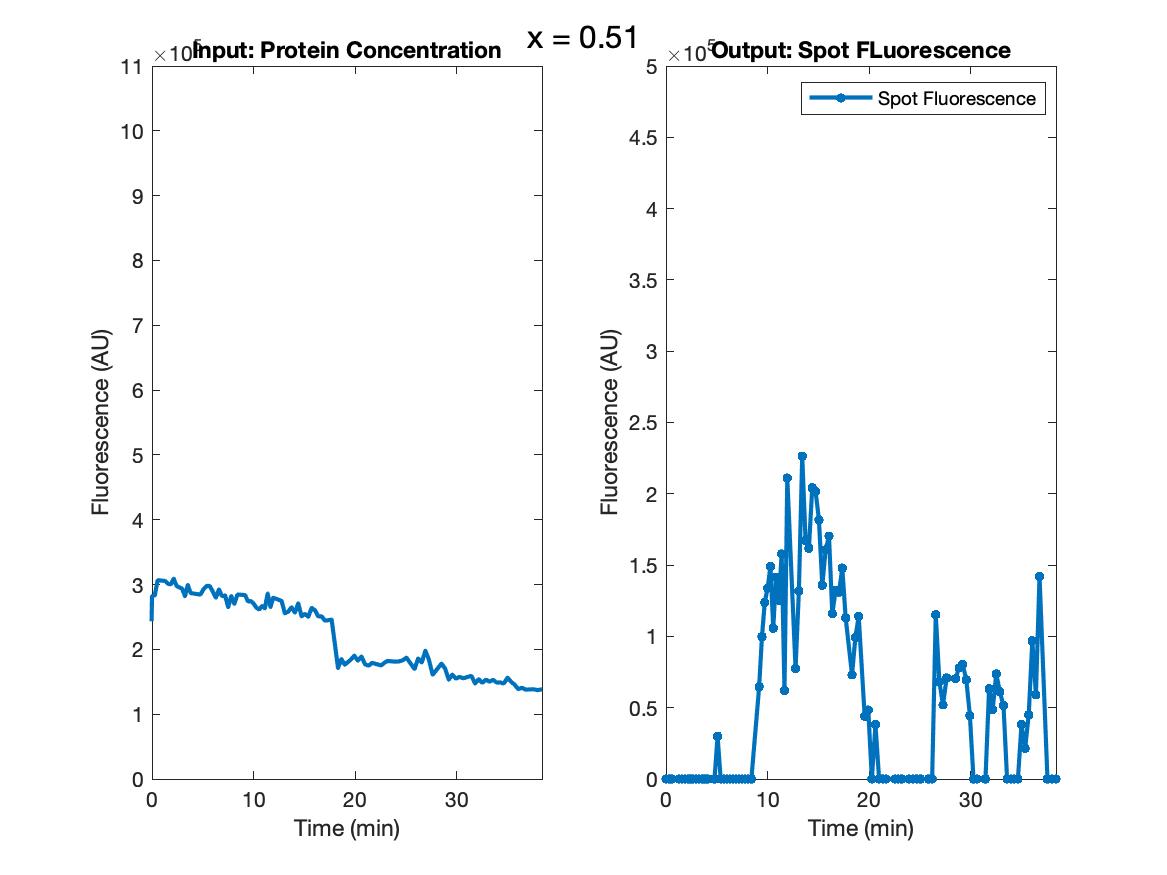 x = 0.51
×10⁵
Input: Protein Concentration
11
10
9
8
7
6
5
4
3
2
1
0
Fluorescence (AU)
0 10 20 30
Time (min)
×10⁵
Output: Spot FLuorescence
Spot Fluorescence
5
4.5
4
3.5
3
2.5
2
1.5
1
0.5
0
Fluorescence (AU)
0 10 20 30
Time (min)